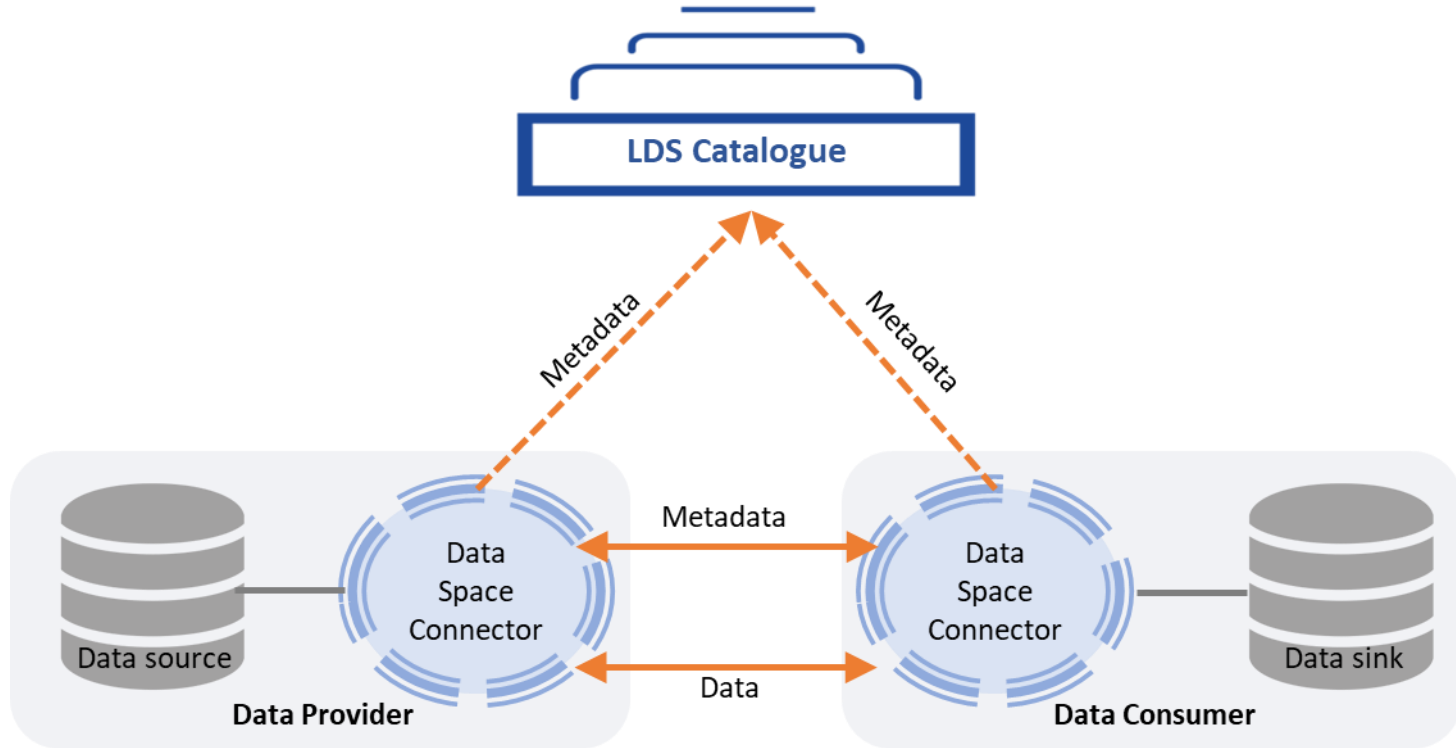 LDS Catalogue
Metadata
Metadata
Metadata
Data
Space
Connector
Data
Space
Connector
Data source
Data sink
Data
Data Provider
Data Consumer